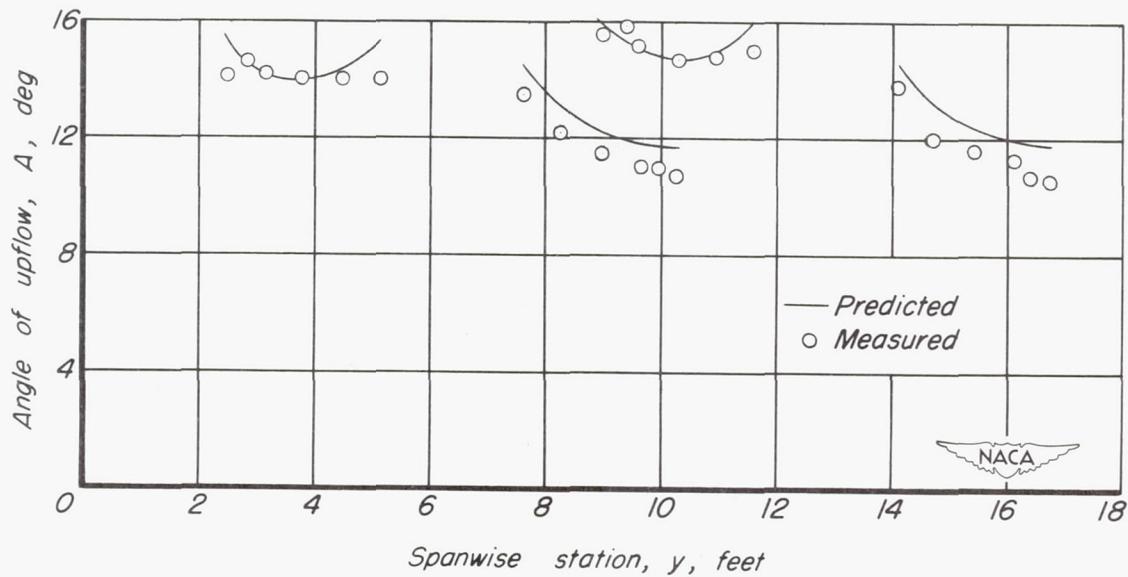 16
12
8
4
0
2
4
6
8
10
12
14
16
18
Angle of upflow, A, deg
Spanwise station, y, feet
Predicted
Measured
NACA